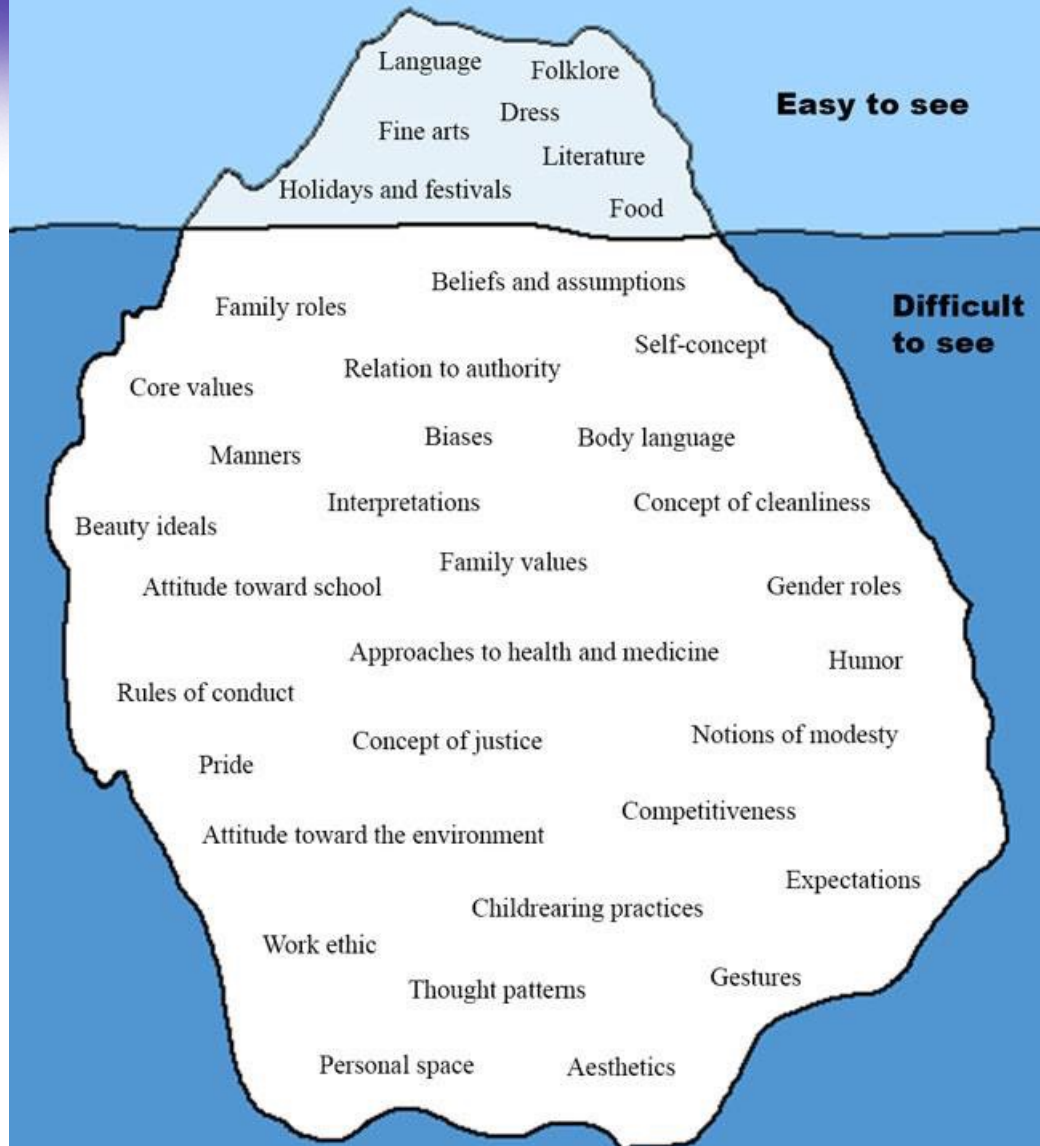 Language
Folklore
Dress
Fine arts
Literature
Holidays and festivals
Food
Easy to see
Beliefs and assumptions
Family roles
Difficult
to see
Self-concept
Relation to authority
Core values
Biases
Body language
Manners
Interpretations
Concept of cleanliness
Beauty ideals
Family values
Attitude toward school
Gender roles
Approaches to health and medicine
Humor
Rules of conduct
Notions of modesty
Concept of justice
Pride
Competitiveness
Attitude toward the environment
Expectations
Childrearing practices
Work ethic
Gestures
Thought patterns
Personal space
Aesthetics